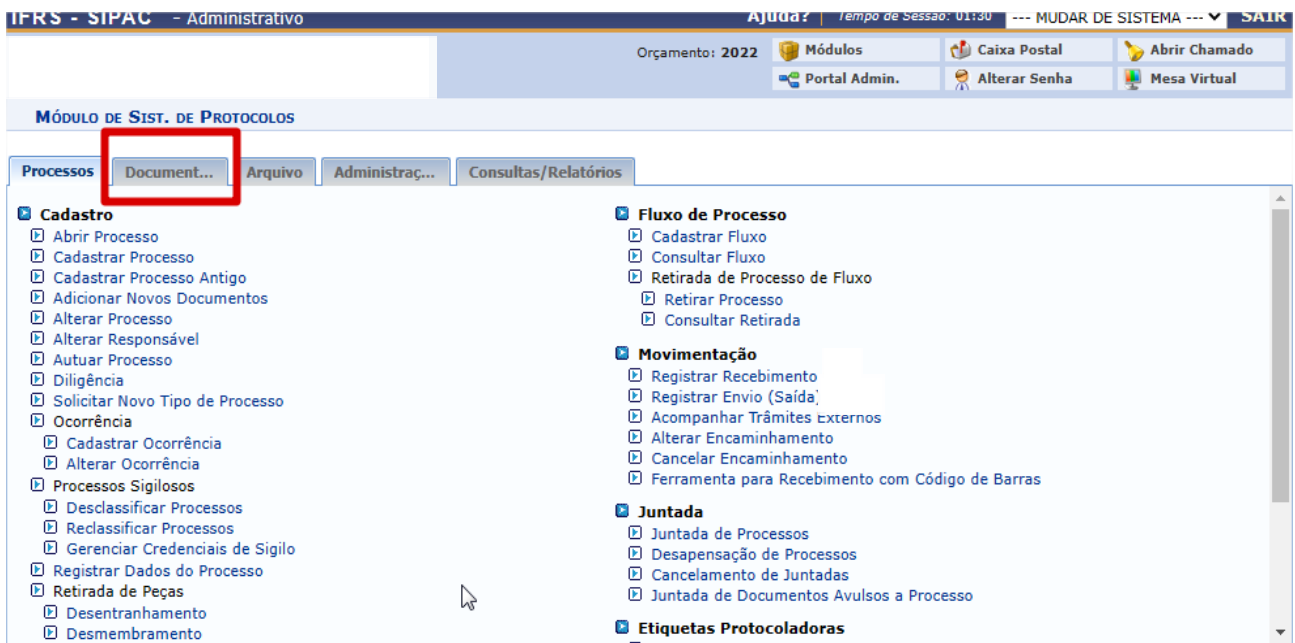 IFRS - SIPAC - Administrativo
Ajuda? | Tempo de Sessão: 01:30 --- MUDAR DE SISTEMA --- SAIR
Orçamento: 2022
Módulos
Caixa Postal
Abrir Chamado
Portal Admin.
Alterar Senha
Mesa Virtual
MÓDULO DE SIST. DE PROTOCOLOS
Processos
Document...
Arquivo
Administraç...
Consultas/Relatórios
Cadastro
Abrir Processo
Cadastrar Processo
Cadastrar Processo Antigo
Adicionar Novos Documentos
Alterar Processo
Alterar Responsável
Autuar Processo
Diligência
Solicitar Novo Tipo de Processo
Ocorrência
Cadastrar Ocorrência
Alterar Ocorrência
Processos Sigilosos
Desclassificar Processos
Reclassificar Processos
Gerenciar Credenciais de Sigilo
Registrar Dados do Processo
Retirada de Peças
Desentranhamento
Desmembramento
Fluxo de Processo
Cadastrar Fluxo
Consultar Fluxo
Retirada de Processo de Fluxo
Retirar Processo
Consultar Retirada
Movimentação
Registrar Recebimento
Registrar Envio (Saída)
Acompanhar Trâmites Externos
Alterar Encaminhamento
Cancelar Encaminhamento
Ferramenta para Recebimento com Código de Barras
Juntada
Juntada de Processos
Desapensação de Processos
Cancelamento de Juntadas
Juntada de Documentos Avulsos a Processo
Etiquetas Protocoladoras